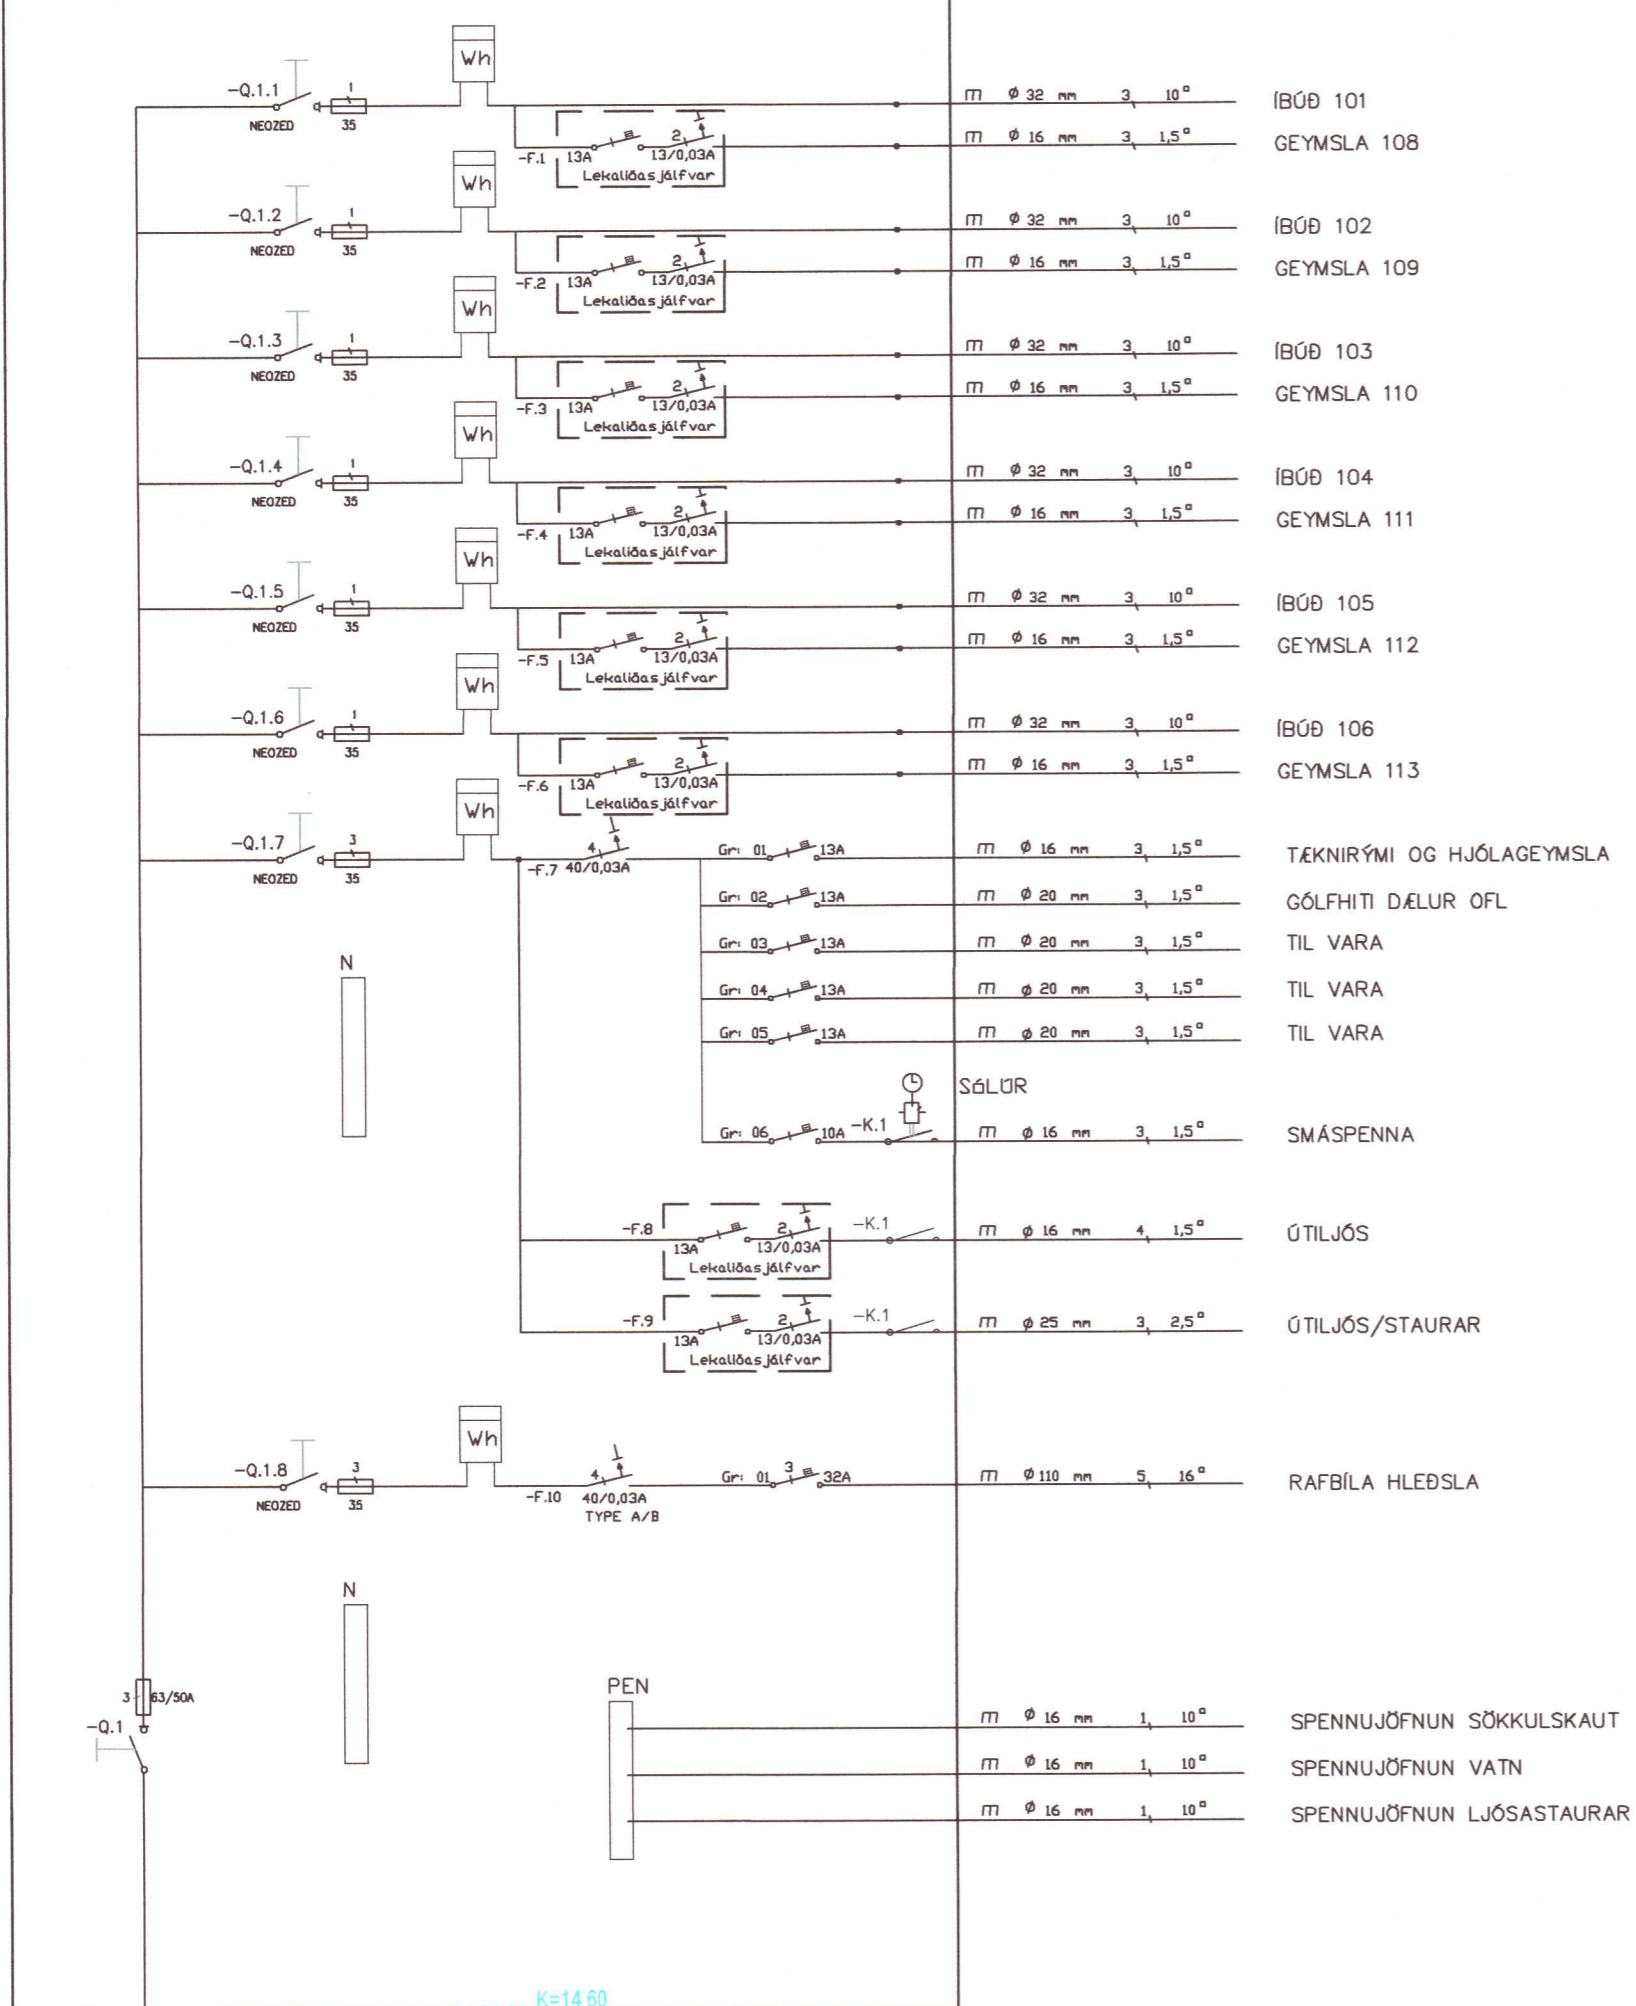 Wh
-Q.1.1 1 m ϕ 32 mm 3 10▫ ÍBÚÐ 101
NEOZED 35 2 m ϕ 16 mm 3 1,5▫ GEYMSLA 108
-F.1 13A 13/0,03A
Lekaliðasjálfvar
Wh
-Q.1.2 1 m ϕ 32 mm 3 10▫ ÍBÚÐ 102
NEOZED 35 2 m ϕ 16 mm 3 1,5▫ GEYMSLA 109
-F.2 13A 13/0,03A
Lekaliðasjálfvar
Wh
-Q.1.3 1 m ϕ 32 mm 3 10▫ ÍBÚÐ 103
NEOZED 35 2 m ϕ 16 mm 3 1,5▫ GEYMSLA 110
-F.3 13A 13/0,03A
Lekaliðasjálfvar
Wh
-Q.1.4 1 m ϕ 32 mm 3 10▫ ÍBÚÐ 104
NEOZED 35 2 m ϕ 16 mm 3 1,5▫ GEYMSLA 111
-F.4 13A 13/0,03A
Lekaliðasjálfvar
Wh
-Q.1.5 1 m ϕ 32 mm 3 10▫ ÍBÚÐ 105
NEOZED 35 2 m ϕ 16 mm 3 1,5▫ GEYMSLA 112
-F.5 13A 13/0,03A
Lekaliðasjálfvar
Wh
-Q.1.6 1 m ϕ 32 mm 3 10▫ ÍBÚÐ 106
NEOZED 35 2 m ϕ 16 mm 3 1,5▫ GEYMSLA 113
-F.6 13A 13/0,03A
Lekaliðasjálfvar
Wh
-Q.1.7 3 4 Gr: 01 13A m ϕ 16 mm 3 1,5▫ TÆKNIRÝMI OG HJÓLAGEYMSLA
NEOZED 35 -F.7 40/0,03A
Gr: 02 13A m ϕ 20 mm 3 1,5▫ GÓLFHITI DÆLUR OFL
Gr: 03 13A m ϕ 20 mm 3 1,5▫ TIL VARA
N
Gr: 04 13A m ϕ 20 mm 3 1,5▫ TIL VARA
Gr: 05 13A m ϕ 20 mm 3 1,5▫ TIL VARA
SÓLÚR
Gr: 06 10A -K.1 m ϕ 16 mm 3 1,5▫ SMÁSPENNA
-F.8 2 -K.1 m ϕ 16 mm 4 1,5▫ ÚTILJÓS
13A 13/0,03A
Lekaliðasjálfvar
-F.9 2 -K.1 m ϕ 25 mm 3 2,5▫ ÚTILJÓS/STAURAR
13A 13/0,03A
Lekaliðasjálfvar
Wh
-Q.1.8 3 4 Gr: 01 3 32A m ϕ 110 mm 5 16▫ RAFBÍLA HLEÐSLA
NEOZED 35 -F.10 40/0,03A
TYPE A/B
N
PEN
3 63/50A
-Q.1 m ϕ 16 mm 1 10▫ SPENNUJÖFNUN SÖKKULSKAUT
m ϕ 16 mm 1 10▫ SPENNUJÖFNUN VATN
m ϕ 16 mm 1 10▫ SPENNUJÖFNUN LJÓSASTAURAR
K=14.60